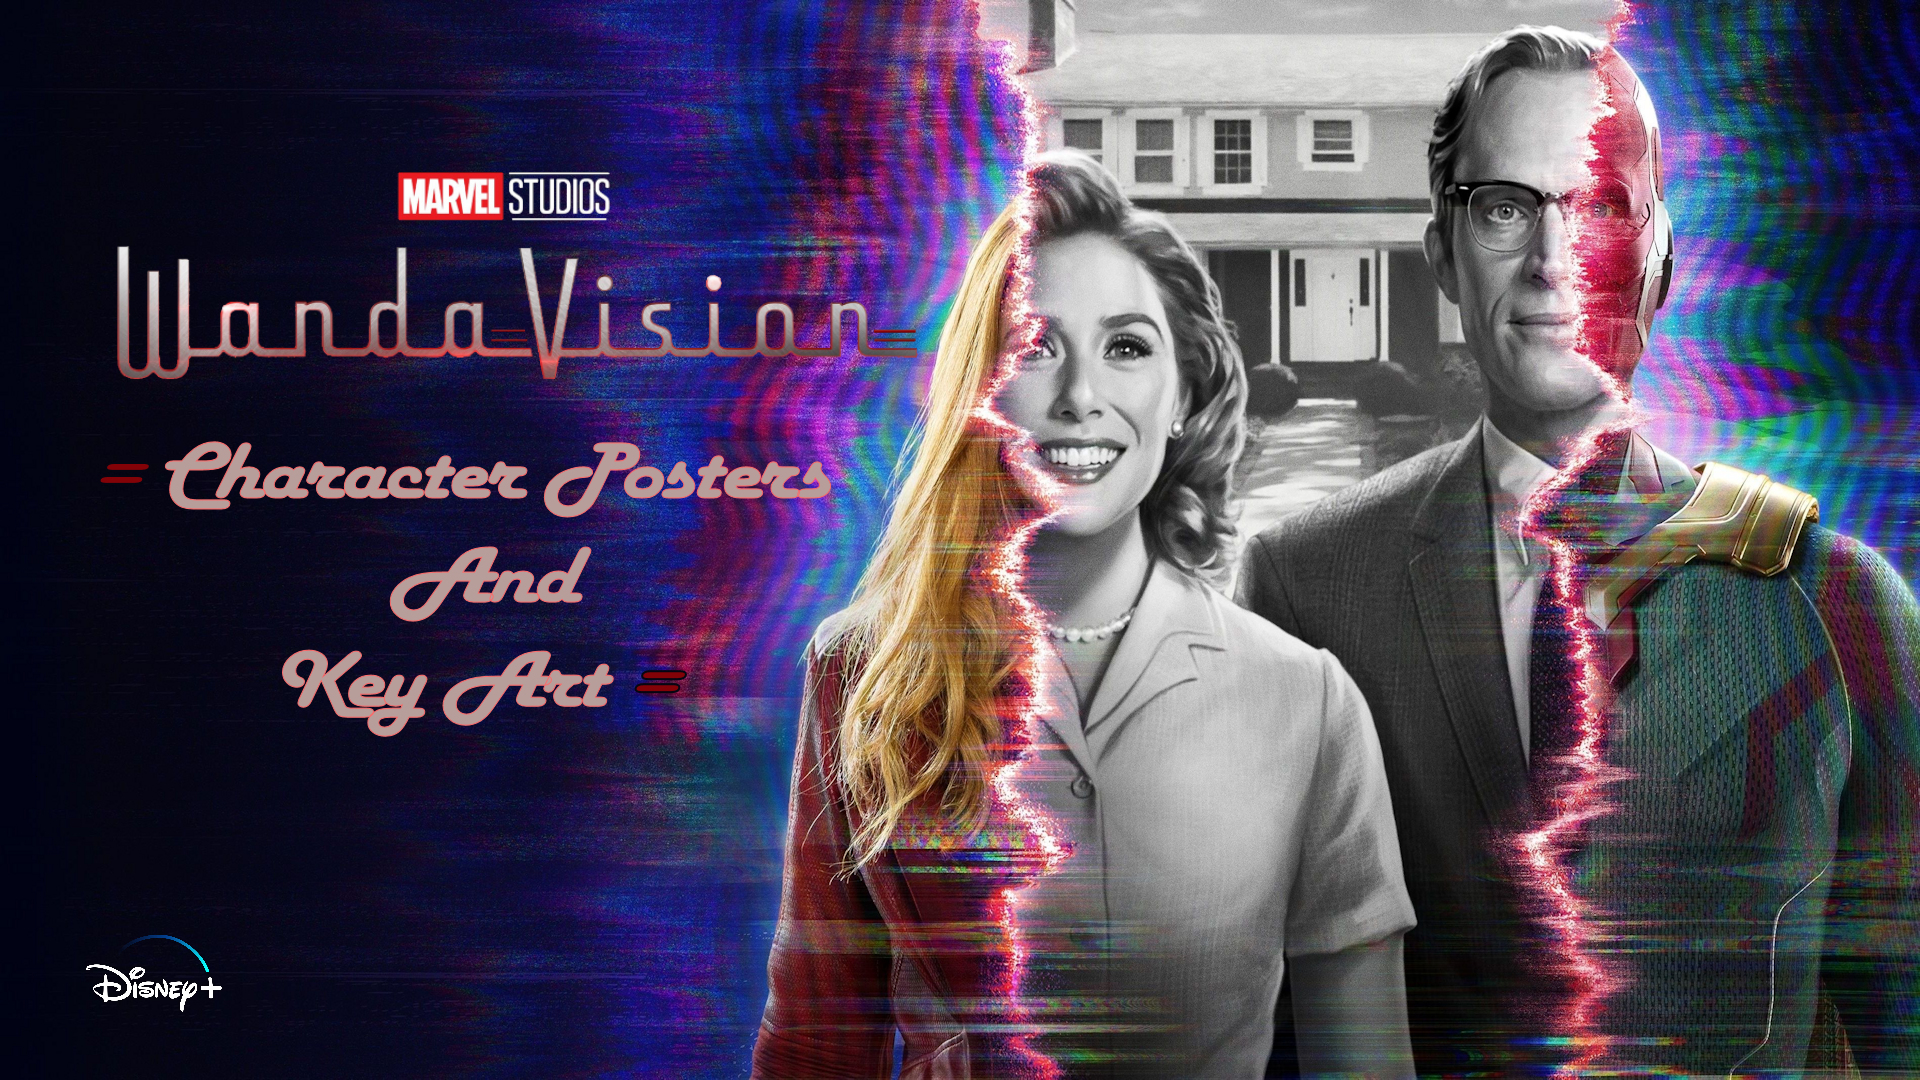 MARVEL STUDIOS
WandaVision
= Character Posters
And
Key Art =
Disney+